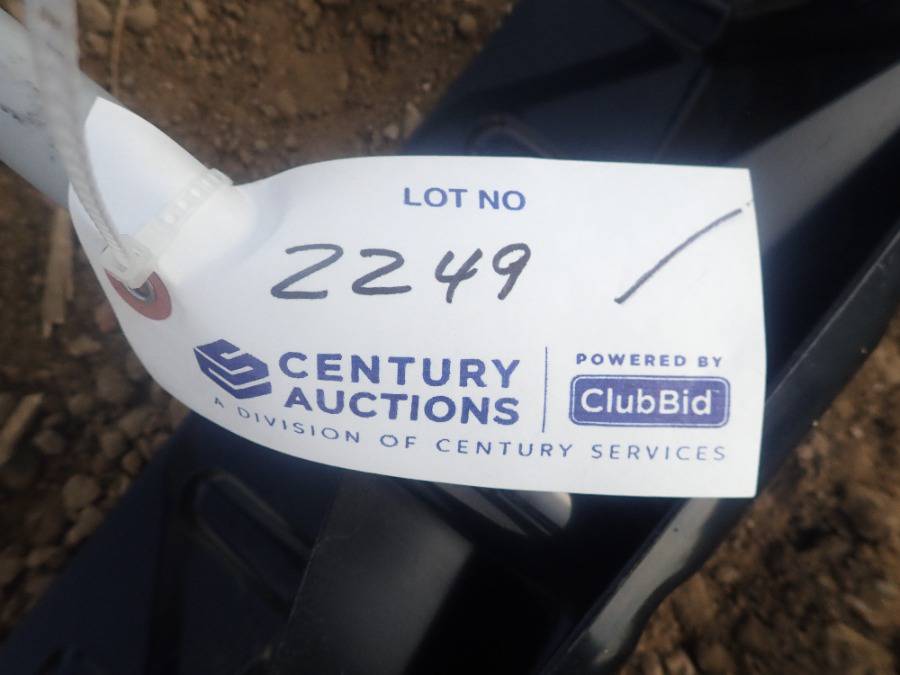 LOT NO
2249 /
CENTURY AUCTIONS
A DIVISION OF CENTURY SERVICES
POWERED BY
ClubBid